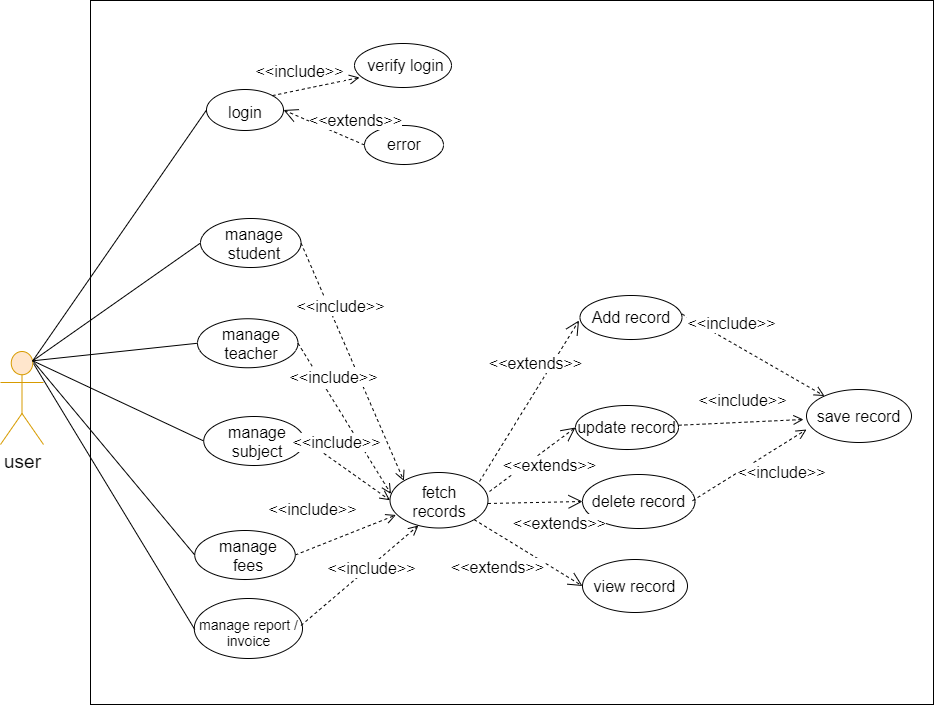 <<include>>
verify login
login
<<extends>>
error
manage
student
<<include>>
manage
teacher
<<include>>
manage
subject
<<include>>
manage
fees
<<include>>
manage report /
invoice
<<include>>
fetch
records
<<extends>>
Add record
<<include>>
<<extends>>
update record
<<include>>
save record
<<extends>>
delete record
<<include>>
<<extends>>
view record
user